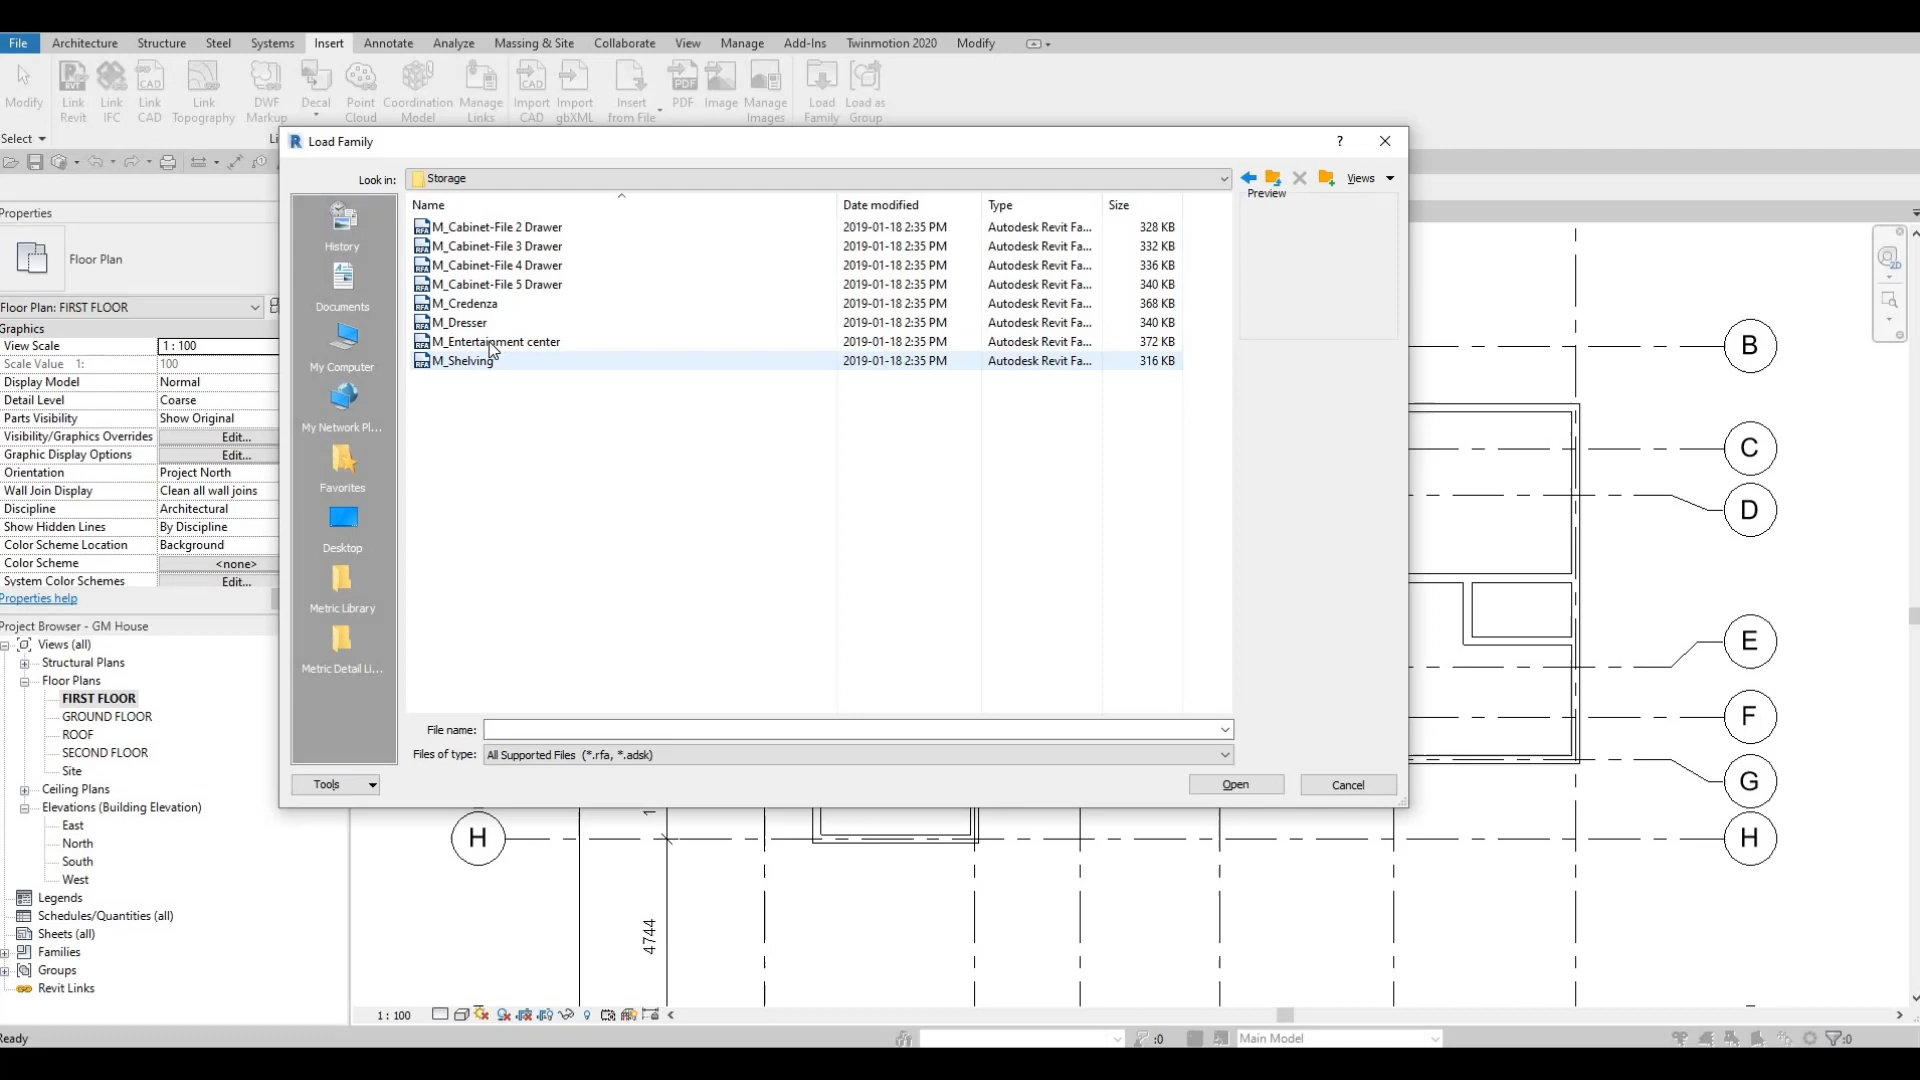 File Architecture Structure Steel Systems Insert Annotate Analyze Massing & Site Collaborate View Manage Add-Ins Twinmotion 2020 Modify
Modify
Link Revit
Link IFC
Link CAD
Link Topography
DWF Markup
Decal
Point Cloud
Coordination Model
Manage Links
Import CAD
Import gbXML
Insert from File
PDF
Image
Manage Images
Load Family
Load as Group
Select
Load Family
Look in: Storage
Views
Preview
Name Date modified Type Size
M_Cabinet-File 2 Drawer 2019-01-18 2:35 PM Autodesk Revit Fa... 328 KB
M_Cabinet-File 3 Drawer 2019-01-18 2:35 PM Autodesk Revit Fa... 332 KB
M_Cabinet-File 4 Drawer 2019-01-18 2:35 PM Autodesk Revit Fa... 336 KB
M_Cabinet-File 5 Drawer 2019-01-18 2:35 PM Autodesk Revit Fa... 340 KB
M_Credenza 2019-01-18 2:35 PM Autodesk Revit Fa... 368 KB
M_Dresser 2019-01-18 2:35 PM Autodesk Revit Fa... 340 KB
M_Entertainment center 2019-01-18 2:35 PM Autodesk Revit Fa... 372 KB
M_Shelving 2019-01-18 2:35 PM Autodesk Revit Fa... 316 KB
History
Documents
My Computer
My Network Pl...
Favorites
Desktop
Metric Library
Metric Detail Li...
File name:
Files of type: All Supported Files (*.rfa, *.adsk)
Tools
Open
Cancel
Properties
Floor Plan
Floor Plan: FIRST FLOOR
Graphics
View Scale 1 : 100
Scale Value 1: 100
Display Model Normal
Detail Level Coarse
Parts Visibility Show Original
Visibility/Graphics Overrides Edit...
Graphic Display Options Edit...
Orientation Project North
Wall Join Display Clean all wall joins
Discipline Architectural
Show Hidden Lines By Discipline
Color Scheme Location Background
Color Scheme <none>
System Color Schemes Edit...
Properties help
Project Browser - GM House
Views (all)
Structural Plans
Floor Plans
FIRST FLOOR
GROUND FLOOR
ROOF
SECOND FLOOR
Site
Ceiling Plans
Elevations (Building Elevation)
East
North
South
West
Legends
Schedules/Quantities (all)
Sheets (all)
Families
Groups
Revit Links
B
C
D
E
F
G
H
H
4744
1 : 100
Ready
:0
Main Model
:0